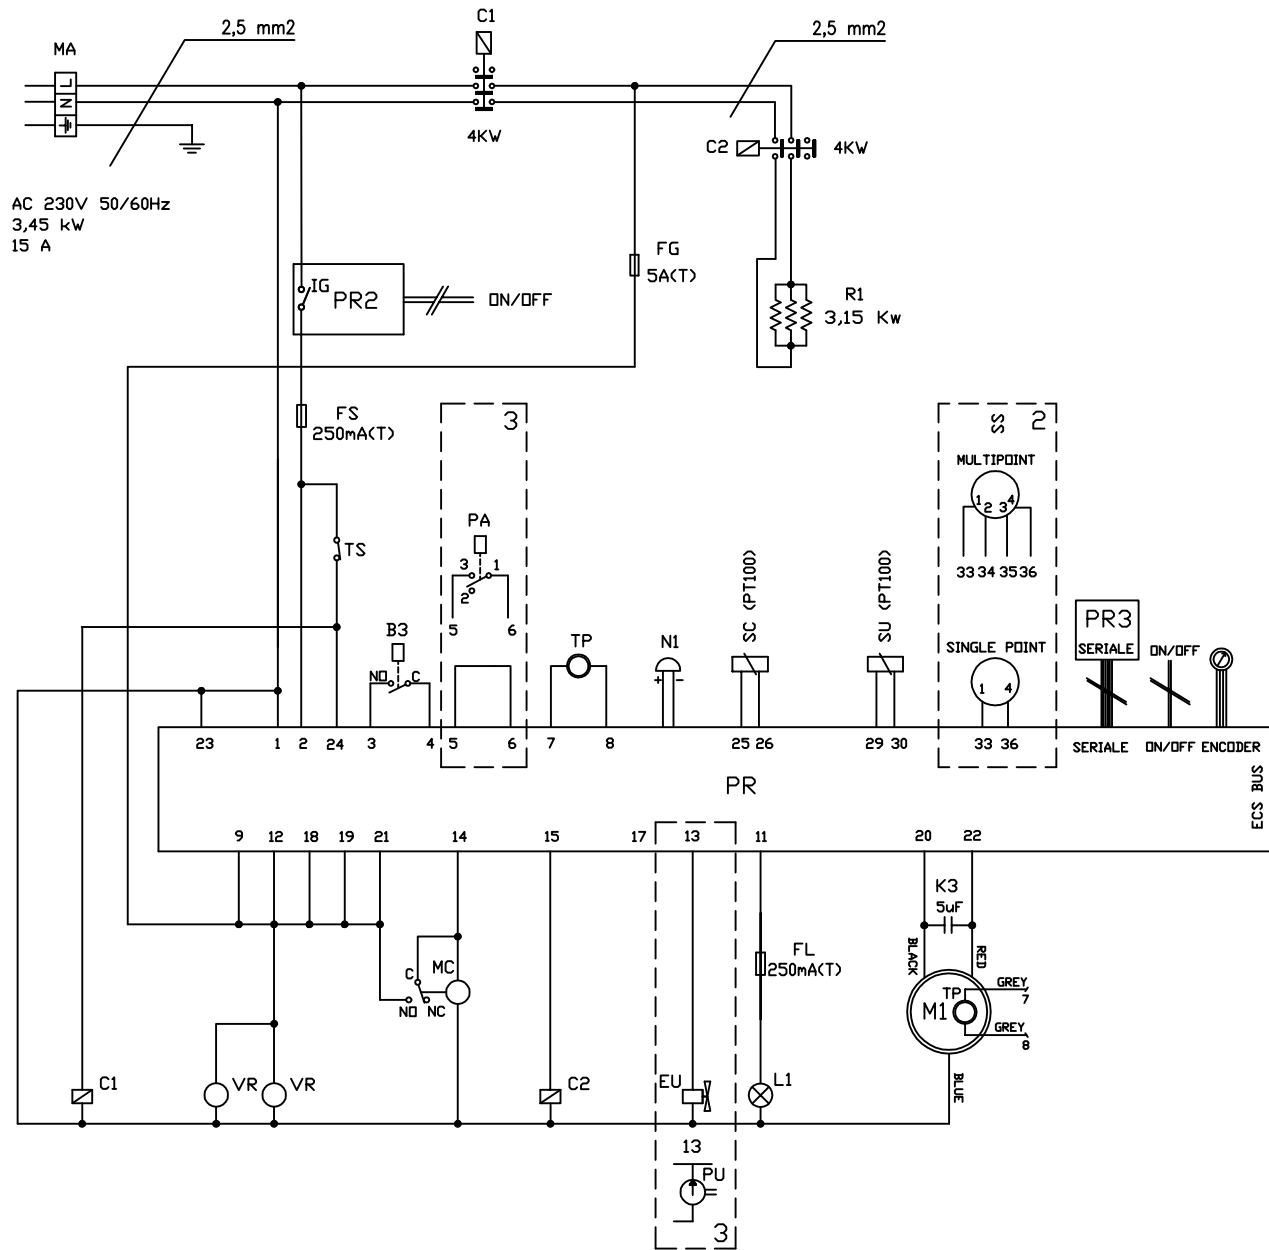 C1
2,5 mm2
2,5 mm2
MA
L
N
4KW
C2
4KW
AC 230V 50/60Hz
3,45 kW
15 A
FG
5A(T)
IG
PR2
ON/OFF
R1
3,15 Kw
FS
250mA(T)
3
SS
2
MULTIPOINT
1 2 3 4
33 34 35 36
PA
3 1
2
5 6
TS
SC (PT100)
SU (PT100)
B3
NO C
TP
N1
+ -
SINGLE POINT
1 4
PR3
SERIALE
ON/OFF
23 1 2 24 3 4 5 6 7 8 25 26 29 30 33 36
SERIALE ON/OFF ENCODER
PR
ECS BUS
9 12 18 19 21 14 15 17 13 11 20 22
K3
5uF
BLACK
RED
FL
250mA(T)
C
MC
NO NC
TP
M1
GREY
7
GREY
8
BLUE
C1
VR
VR
C2
EU
L1
13
PU
3